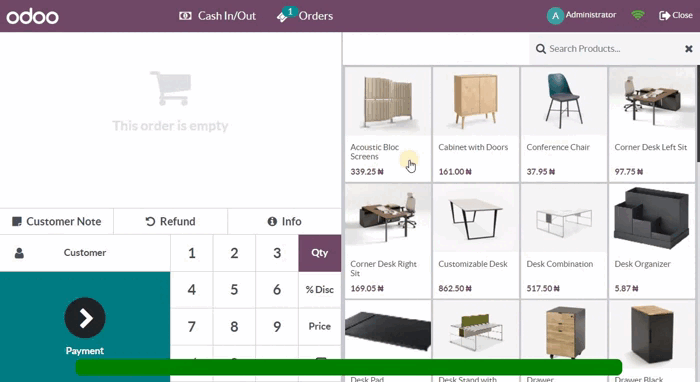 odoo
Cash In/Out
1
Orders
A
Administrator
Close
Search Products...
This order is empty
Acoustic Bloc
Screens
339.25 ₦
Cabinet with Doors
161.00 ₦
Conference Chair
37.95 ₦
Corner Desk Left Sit
97.75 ₦
Customer Note
Refund
Info
Customer
1
2
3
Qty
4
5
6
% Disc
7
8
9
Price
Payment
Corner Desk Right
Sit
169.05 ₦
Customizable Desk
862.50 ₦
Desk Combination
517.50 ₦
Desk Organizer
5.87 ₦
Desk Pad
Desk Stand with
Drawer
Drawer Black